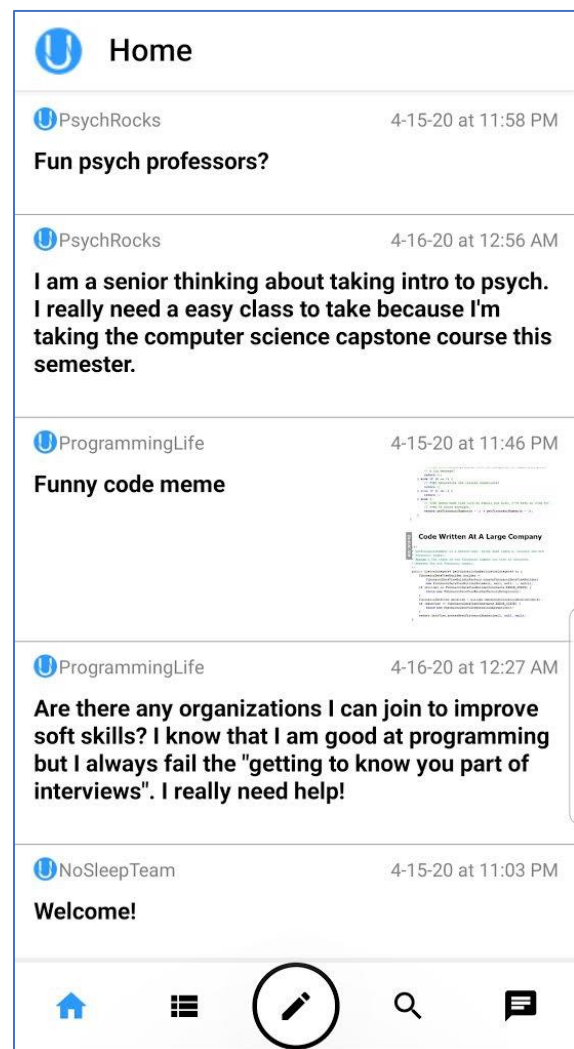 Home
PsychRocks 4-15-20 at 11:58 PM
Fun psych professors?
PsychRocks 4-16-20 at 12:56 AM
I am a senior thinking about taking intro to psych.
I really need a easy class to take because I'm
taking the computer science capstone course this
semester.
ProgrammingLife 4-15-20 at 11:46 PM
Funny code meme
Code Written At A Large Company
ProgrammingLife 4-16-20 at 12:27 AM
Are there any organizations I can join to improve
soft skills? I know that I am good at programming
but I always fail the "getting to know you part of
interviews". I really need help!
NoSleepTeam 4-15-20 at 11:03 PM
Welcome!